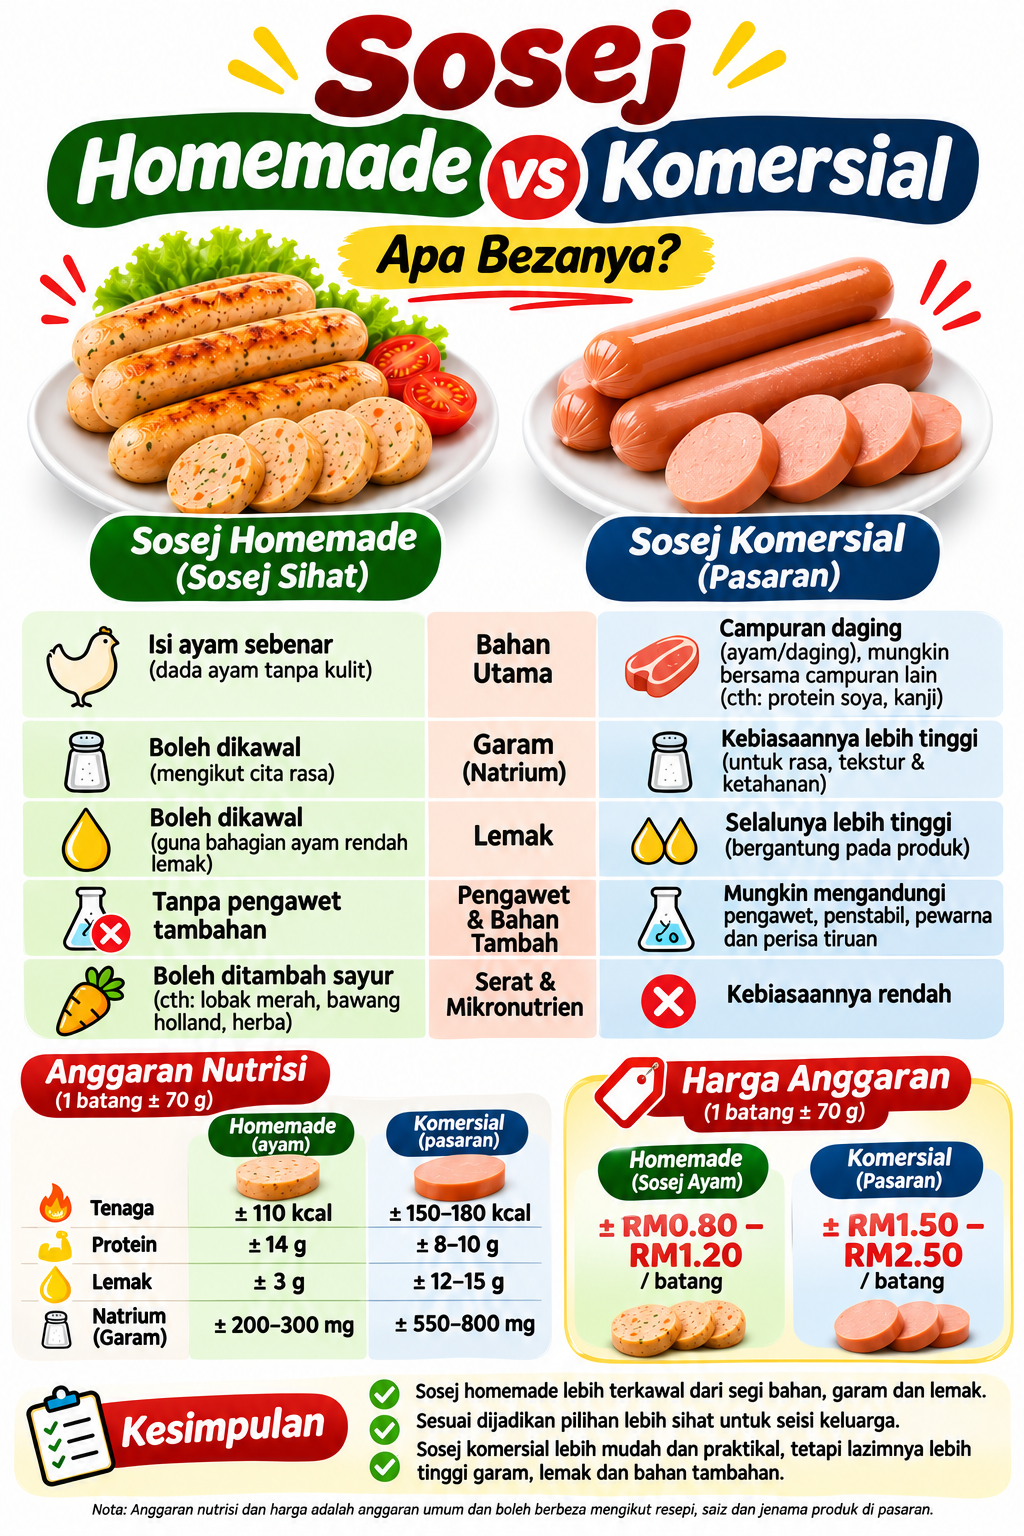 Sosej
Homemade vs Komersial
Apa Bezanya?
Sosej Homemade
(Sosej Sihat)
Sosej Komersial
(Pasaran)
Isi ayam sebenar
(dada ayam tanpa kulit)
Bahan
Utama
Campuran daging
(ayam/daging), mungkin
bersama campuran lain
(cth: protein soya, kanji)
Boleh dikawal
(mengikut cita rasa)
Garam
(Natrium)
Kebiasaannya lebih tinggi
(untuk rasa, tekstur &
ketahanan)
Boleh dikawal
(guna bahagian ayam rendah
lemak)
Lemak
Selalunya lebih tinggi
(bergantung pada produk)
Tanpa pengawet
tambahan
Pengawet
& Bahan
Tambah
Mungkin mengandungi
pengawet, penstabil, pewarna
dan perisa tiruan
Boleh ditambah sayur
(cth: lobak merah, bawang
holland, herba)
Serat &
Mikronutrien
Kebiasaannya rendah
Anggaran Nutrisi
(1 batang ± 70 g)
Homemade
(ayam)
Komersial
(pasaran)
Tenaga ± 110 kcal ± 150–180 kcal
Protein ± 14 g ± 8–10 g
Lemak ± 3 g ± 12–15 g
Natrium
(Garam) ± 200–300 mg ± 550–800 mg
Harga Anggaran
(1 batang ± 70 g)
Homemade
(Sosej Ayam)
± RM0.80 –
RM1.20
/ batang
Komersial
(Pasaran)
± RM1.50 –
RM2.50
/ batang
Kesimpulan
Sosej homemade lebih terkawal dari segi bahan, garam dan lemak.
Sesuai dijadikan pilihan lebih sihat untuk seisi keluarga.
Sosej komersial lebih mudah dan praktikal, tetapi lazimnya lebih
tinggi garam, lemak dan bahan tambahan.
Nota: Anggaran nutrisi dan harga adalah anggaran umum dan boleh berbeza mengikut resepi, saiz dan jenama produk di pasaran.